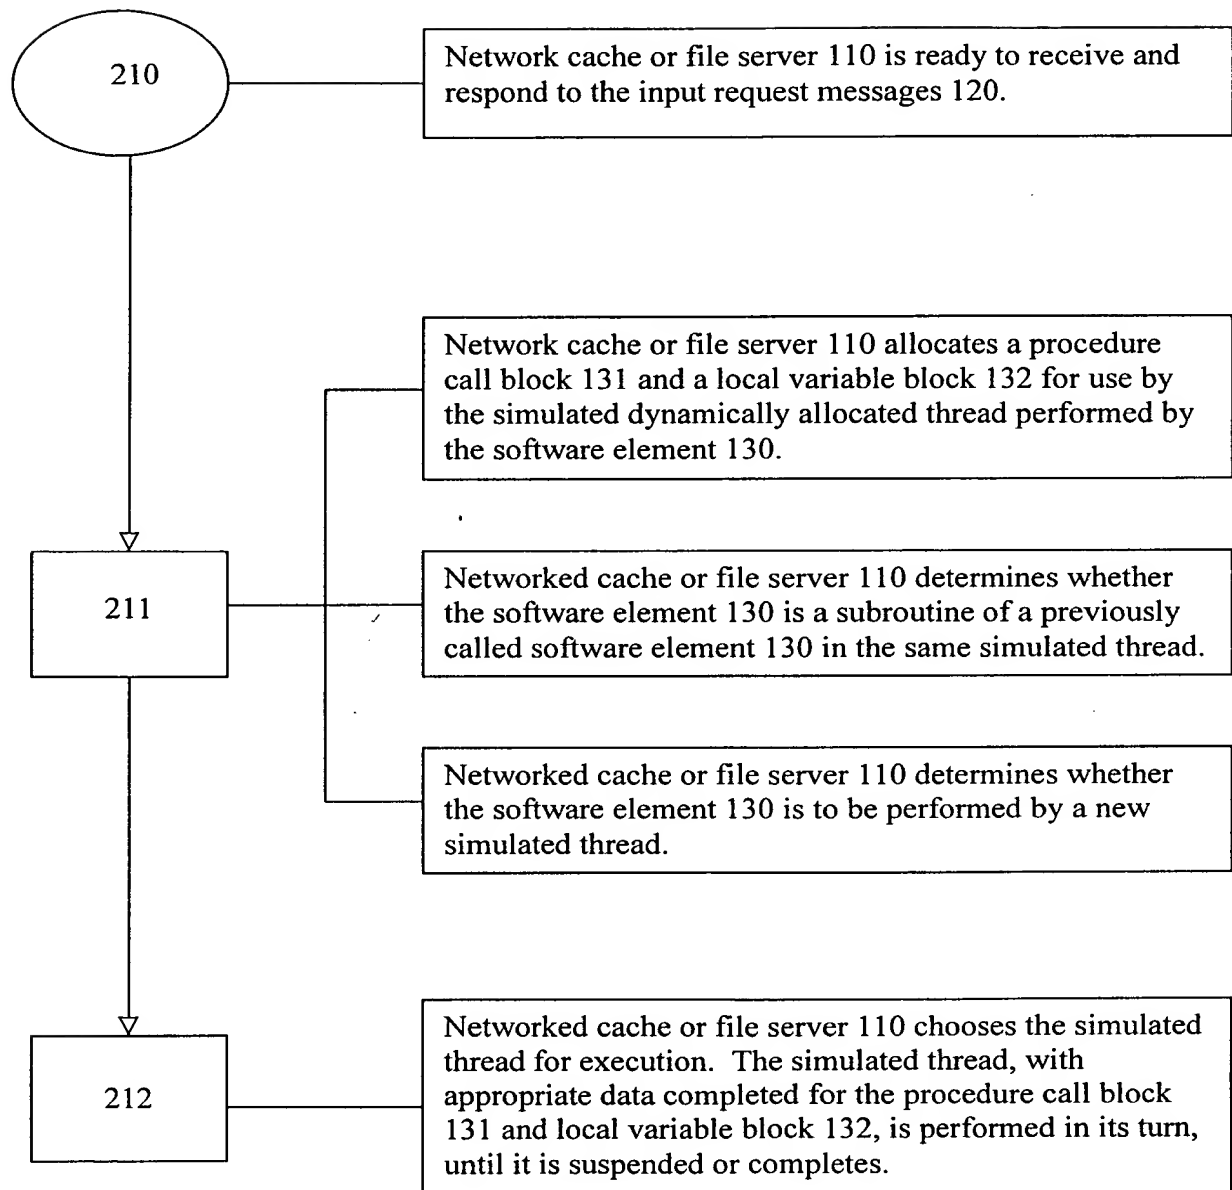 210
Network cache or file server 110 is ready to receive and
respond to the input request messages 120.
Network cache or file server 110 allocates a procedure
call block 131 and a local variable block 132 for use by
the simulated dynamically allocated thread performed by
the software element 130.
211
Networked cache or file server 110 determines whether
the software element 130 is a subroutine of a previously
called software element 130 in the same simulated thread.
Networked cache or file server 110 determines whether
the software element 130 is to be performed by a new
simulated thread.
212
Networked cache or file server 110 chooses the simulated
thread for execution. The simulated thread, with
appropriate data completed for the procedure call block
131 and local variable block 132, is performed in its turn,
until it is suspended or completes.